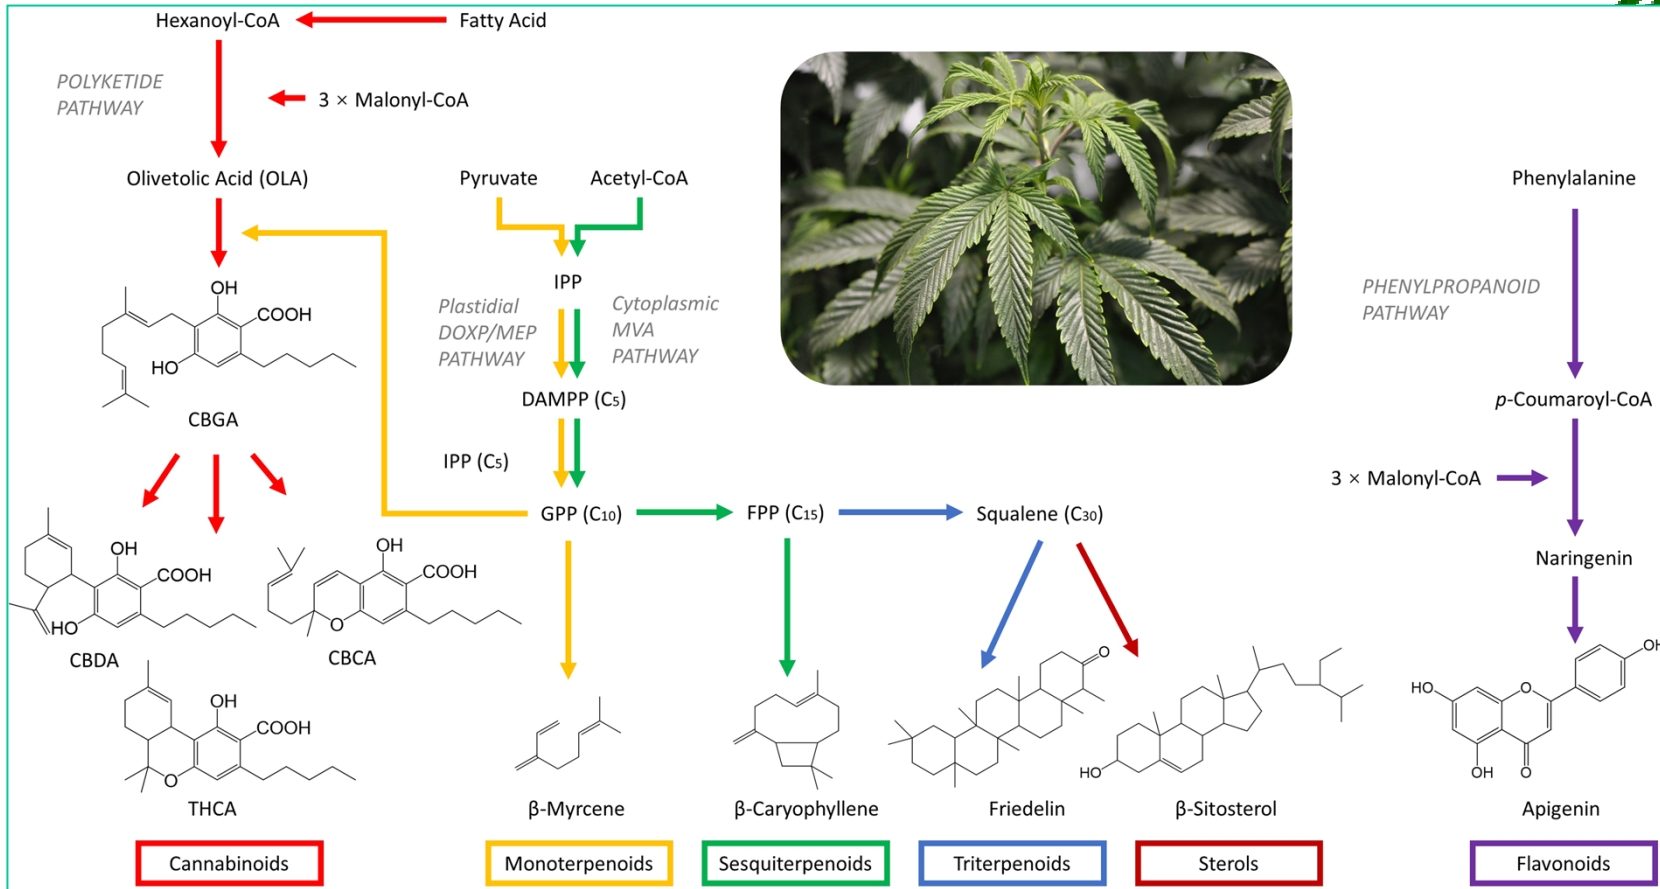 Hexanoyl-CoA
Fatty Acid
POLYKETIDE
PATHWAY
3 × Malonyl-CoA
Olivetolic Acid (OLA)
Pyruvate
Acetyl-CoA
Phenylalanine
IPP
OH
COOH
HO
CBGA
Plastidial
DOXP/MEP
PATHWAY
Cytoplasmic
MVA
PATHWAY
PHENYLPROPANOID
PATHWAY
DAMPP (C₅)
p-Coumaroyl-CoA
IPP (C₅)
3 × Malonyl-CoA
GPP (C₁₀)
FPP (C₁₅)
Squalene (C₃₀)
Naringenin
OH
COOH
HO
CBDA
OH
COOH
O
CBCA
OH
COOH
O
THCA
β-Myrcene
β-Caryophyllene
O
Friedelin
HO
β-Sitosterol
OH
HO
O
OH
O
Apigenin
Cannabinoids
Monoterpenoids
Sesquiterpenoids
Triterpenoids
Sterols
Flavonoids